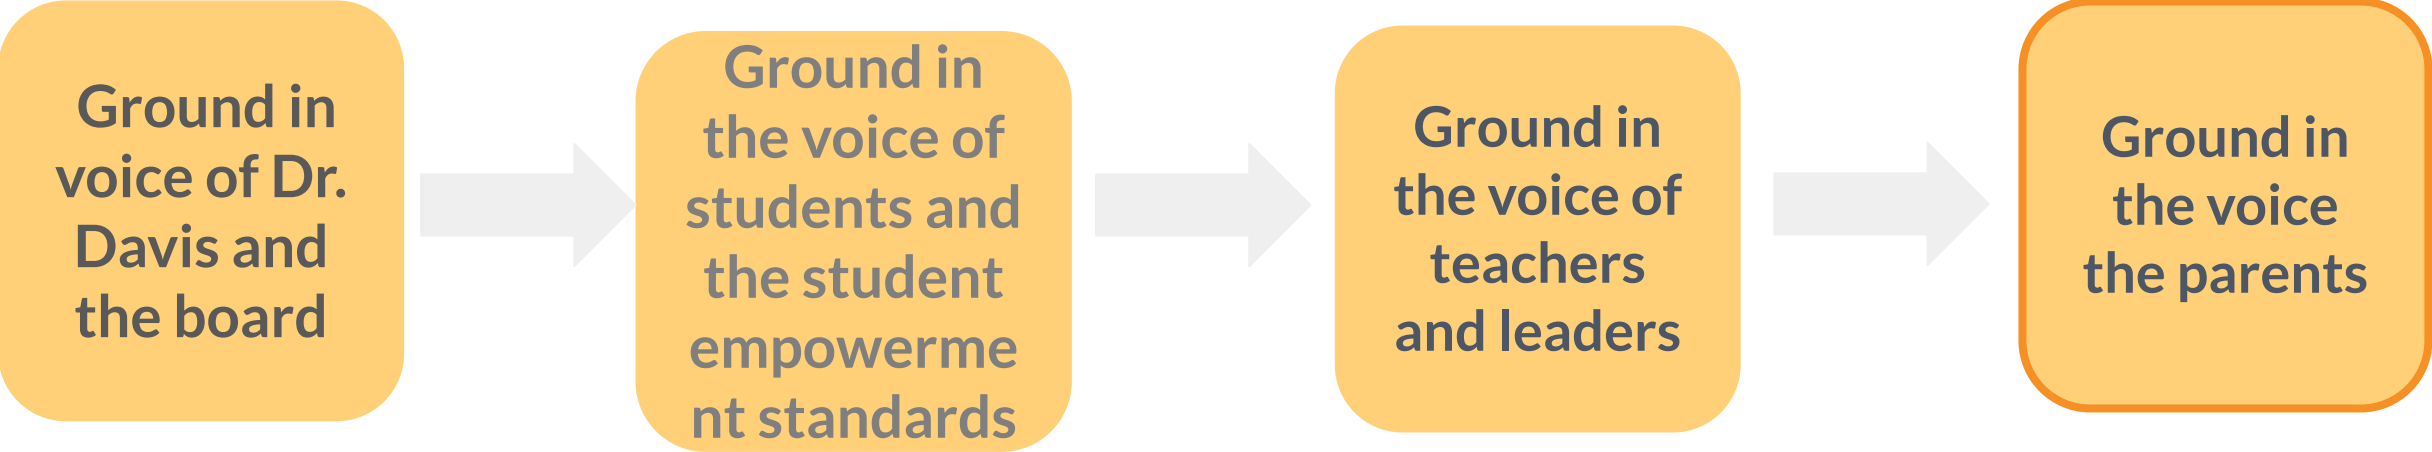 Ground in
voice of Dr.
Davis and
the board
Ground in
the voice of
students and
the student
empowerme
nt standards
Ground in
the voice of
teachers
and leaders
Ground in
the voice
the parents